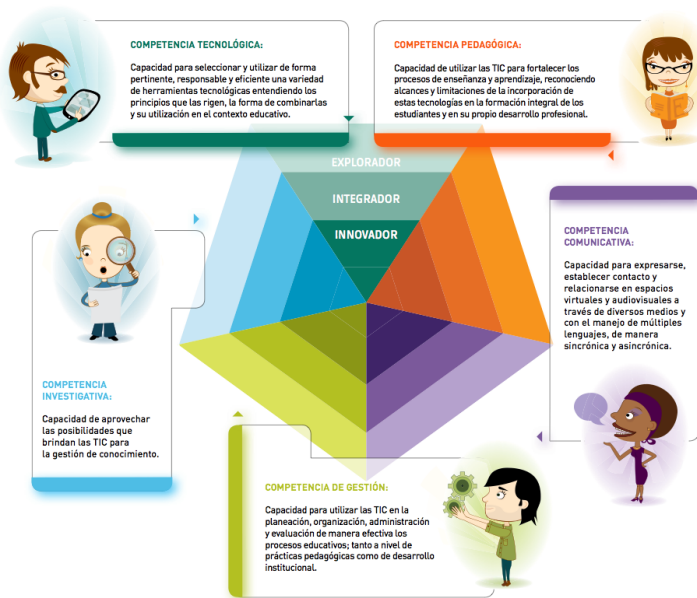 COMPETENCIA TECNOLÓGICA:
Capacidad para seleccionar y utilizar de forma
pertinente, responsable y eficiente una variedad
de herramientas tecnológicas entendiendo los
principios que las rigen, la forma de combinarlas
y su utilización en el contexto educativo.
COMPETENCIA PEDAGÓGICA:
Capacidad de utilizar las TIC para fortalecer los
procesos de enseñanza y aprendizaje, reconociendo
alcances y limitaciones de la incorporación de
estas tecnologías en la formación integral de los
estudiantes y en su propio desarrollo profesional.
EXPLORADOR
INTEGRADOR
INNOVADOR
COMPETENCIA
COMUNICATIVA:
Capacidad para expresarse,
establecer contacto y
relacionarse en espacios
virtuales y audiovisuales a
través de diversos medios y
con el manejo de múltiples
lenguajes, de manera
sincrónica y asincrónica.
COMPETENCIA
INVESTIGATIVA:
Capacidad de aprovechar
las posibilidades que
brindan las TIC para
la gestión de conocimiento.
COMPETENCIA DE GESTIÓN:
Capacidad para utilizar las TIC en la
planeación, organización, administración
y evaluación de manera efectiva los
procesos educativos; tanto a nivel de
prácticas pedagógicas como de desarrollo
institucional.